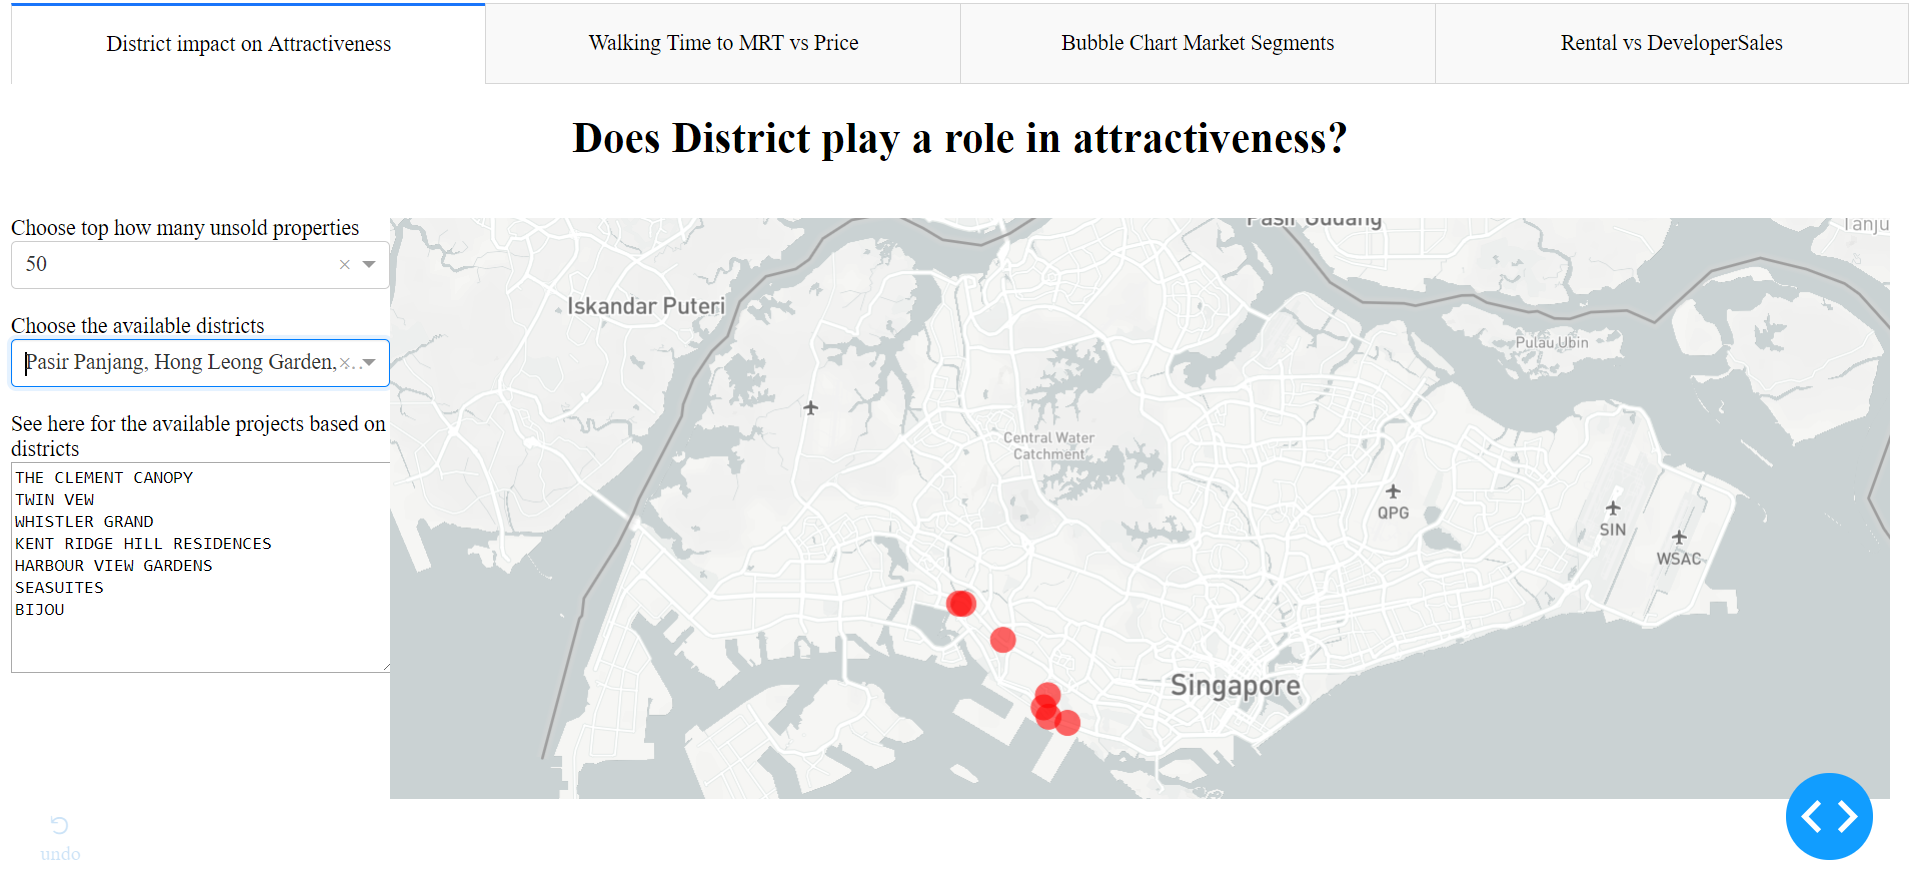 District impact on Attractiveness
Walking Time to MRT vs Price
Bubble Chart Market Segments
Rental vs DeveloperSales
Does District play a role in attractiveness?
Choose top how many unsold properties
50
Choose the available districts
Pasir Panjang, Hong Leong Garden, ...
See here for the available projects based on
districts
THE CLEMENT CANOPY
TWIN VEW
WHISTLER GRAND
KENT RIDGE HILL RESIDENCES
HARBOUR VIEW GARDENS
SEASUITES
BIJOU
undo
Pasir Gudang
Tanju
Iskandar Puteri
Pulau Ubin
Central Water
Catchment
QPG
SIN
WSAC
Singapore